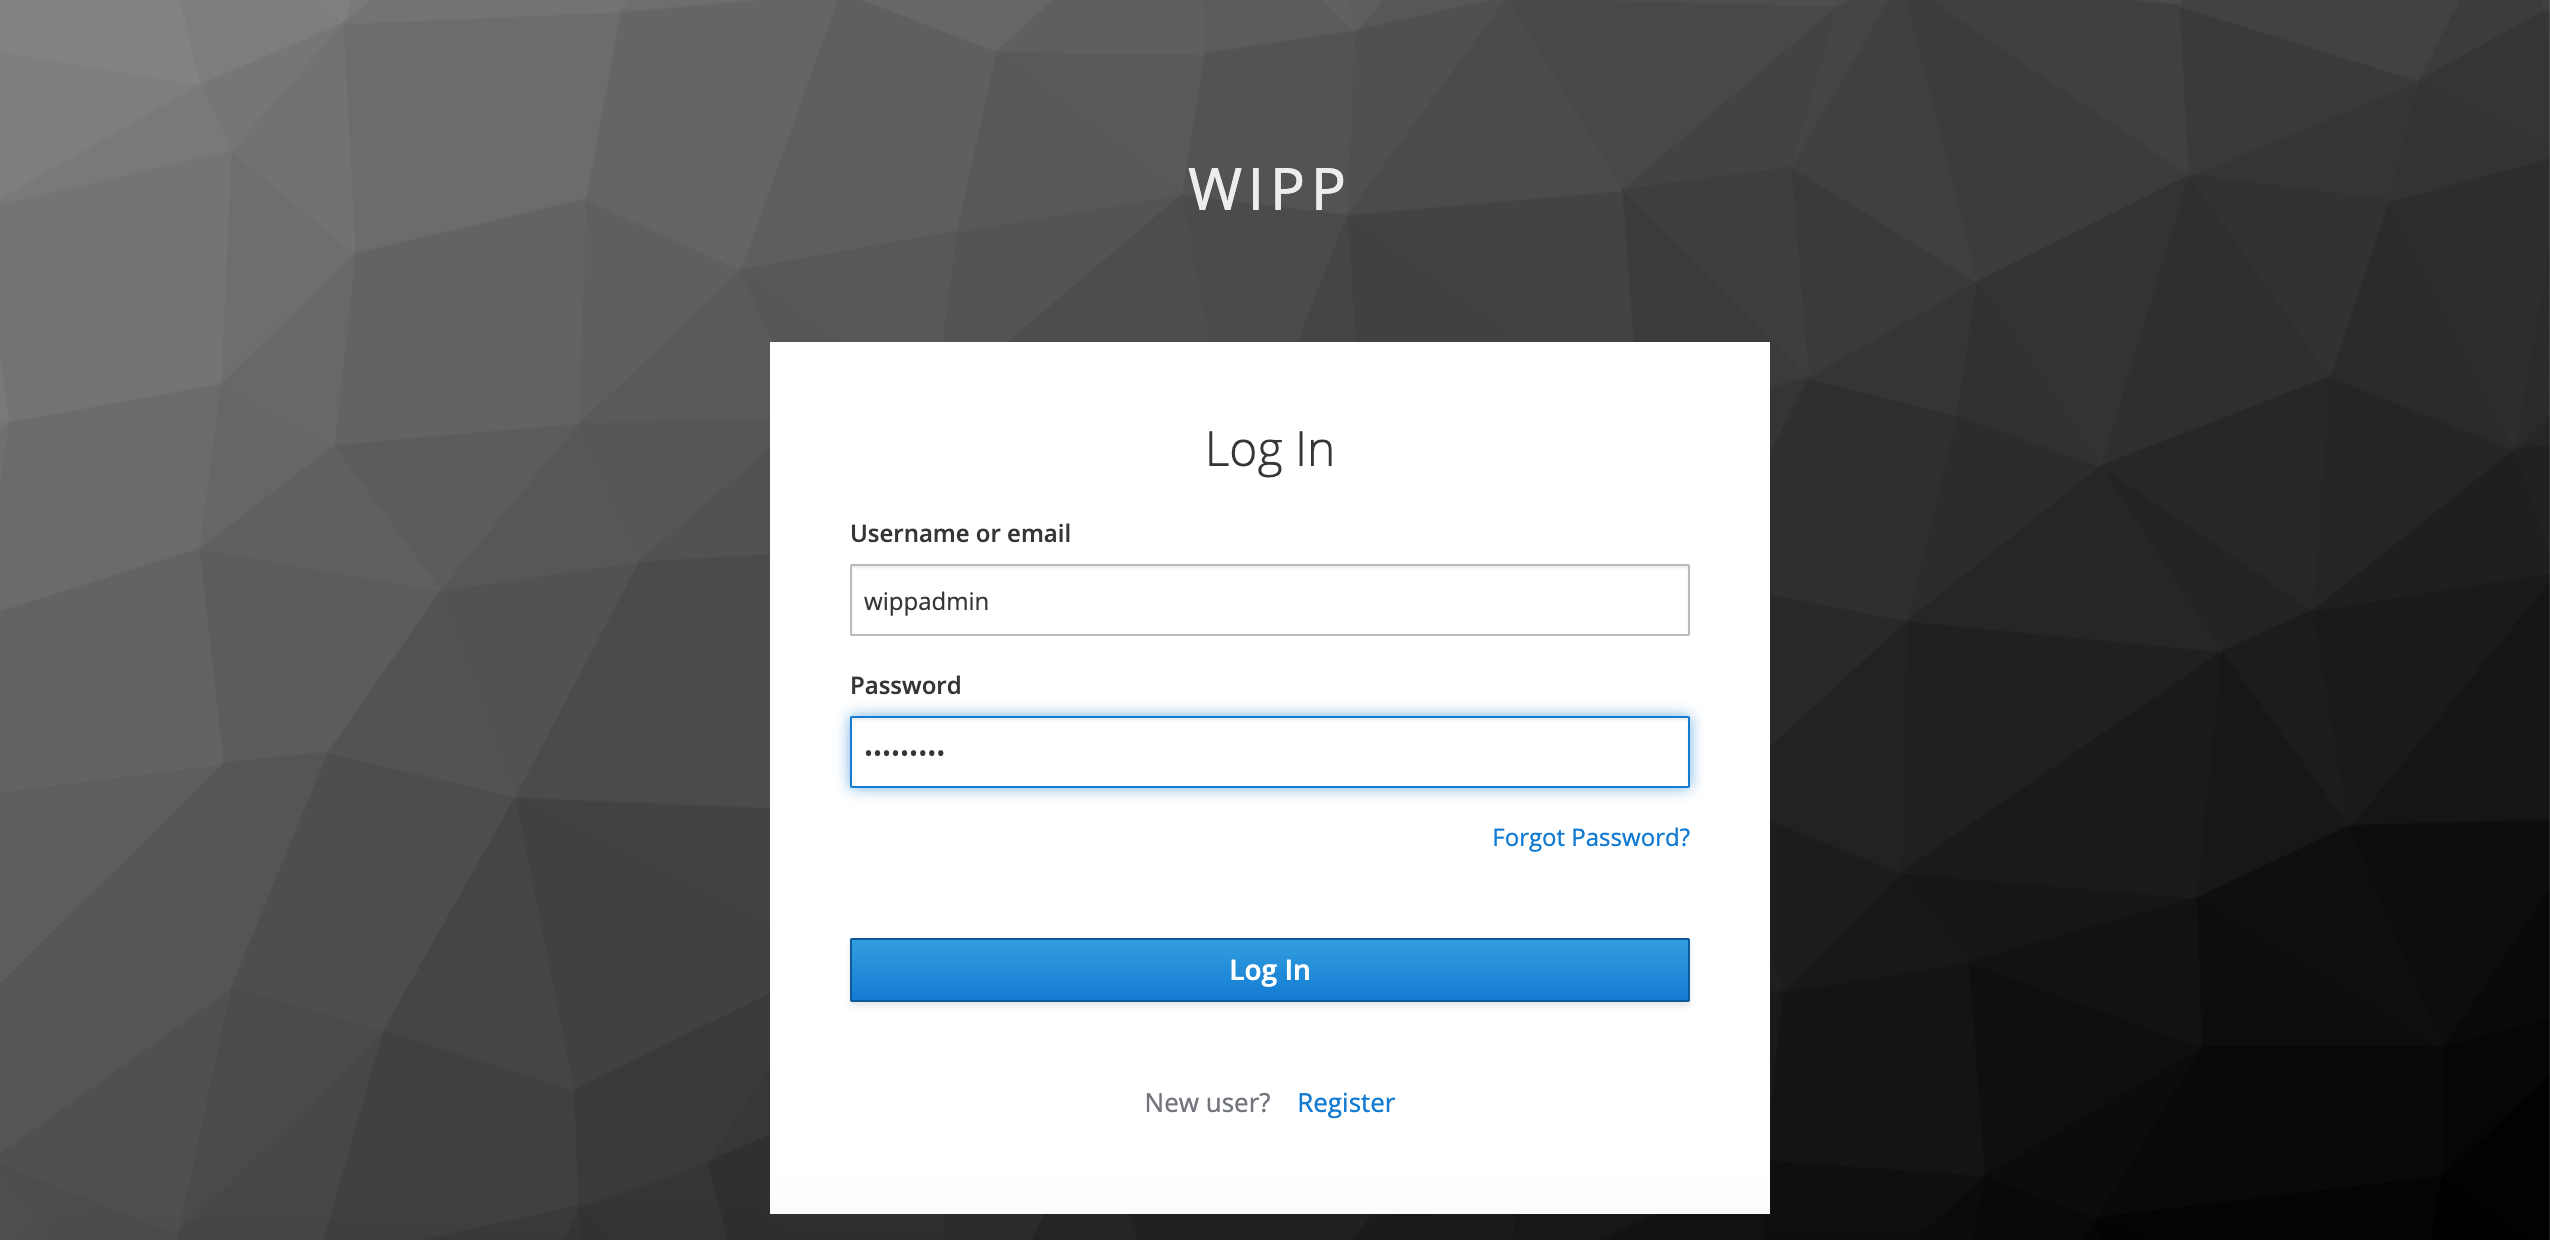 WIPP
Log In
Username or email
wippadmin
Password
•••••••••
Forgot Password?
Log In
New user? Register